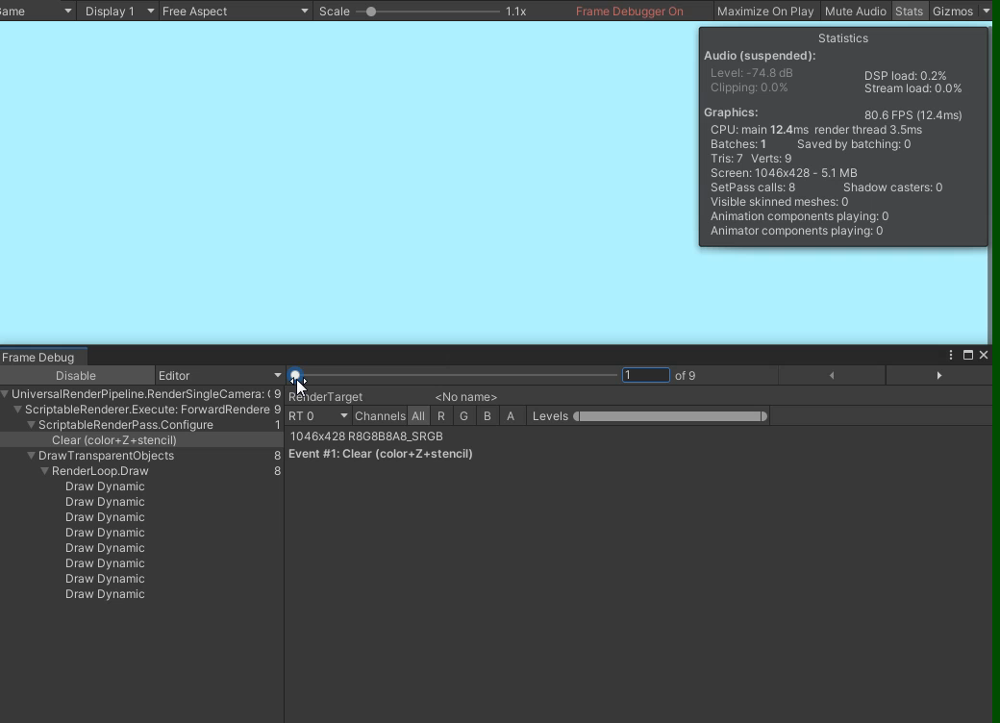 ame Display 1 Free Aspect Scale 1.1x Frame Debugger On Maximize On Play Mute Audio Stats Gizmos
Statistics
Audio (suspended):
Level: -74.8 dB DSP load: 0.2%
Clipping: 0.0% Stream load: 0.0%
Graphics: 80.6 FPS (12.4ms)
CPU: main 12.4ms render thread 3.5ms
Batches: 1 Saved by batching: 0
Tris: 7 Verts: 9
Screen: 1046x428 - 5.1 MB
SetPass calls: 8 Shadow casters: 0
Visible skinned meshes: 0
Animation components playing: 0
Animator components playing: 0
Frame Debug
Disable Editor 1 of 9
UniversalRenderPipeline.RenderSingleCamera: ( 9
ScriptableRenderer.Execute: ForwardRendere 9
ScriptableRenderPass.Configure 1
Clear (color+Z+stencil)
DrawTransparentObjects 8
RenderLoop.Draw 8
Draw Dynamic
Draw Dynamic
Draw Dynamic
Draw Dynamic
Draw Dynamic
Draw Dynamic
Draw Dynamic
Draw Dynamic
RenderTarget <No name>
RT 0 Channels All R G B A Levels
1046x428 R8G8B8A8_SRGB
Event #1: Clear (color+Z+stencil)